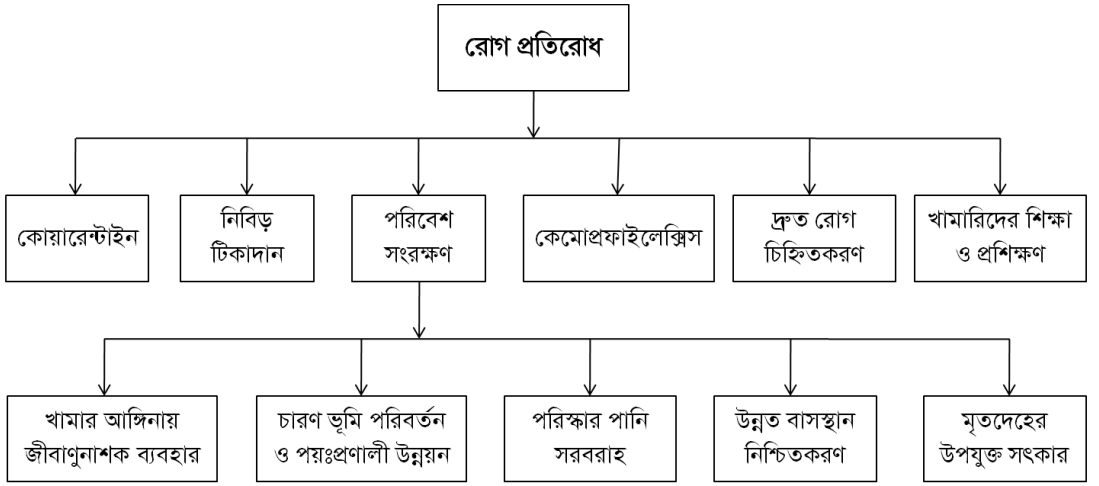 রোগ প্রতিরোধ
কোয়ারেন্টাইন
নিবিড়
টিকাদান
পরিবেশ
সংরক্ষণ
কেমোপ্রফাইলেক্সিস
দ্রুত রোগ
চিহ্নিতকরণ
খামারিদের শিক্ষা
ও প্রশিক্ষণ
খামার আঙ্গিনায়
জীবাণুনাশক ব্যবহার
চারণ ভূমি পরিবর্তন
ও পয়ঃপ্রণালী উন্নয়ন
পরিস্কার পানি
সরবরাহ
উন্নত বাসস্থান
নিশ্চিতকরণ
মৃতদেহের
উপযুক্ত সৎকার